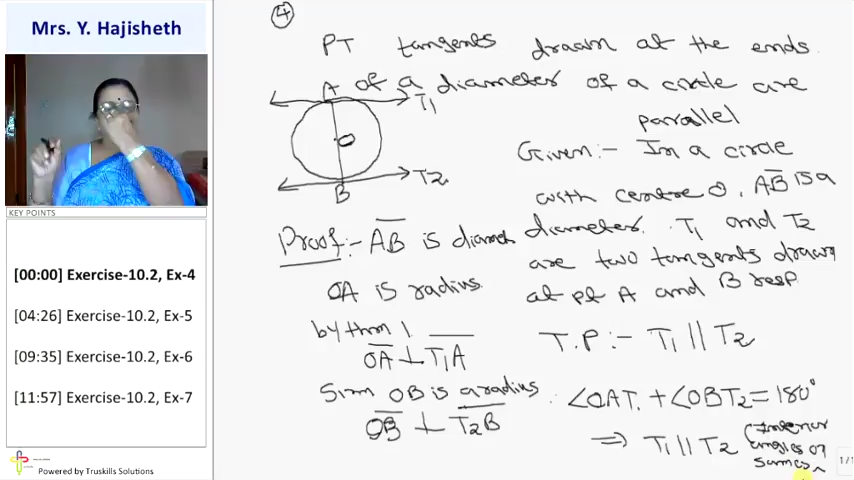 Mrs. Y. Hajisheth
KEY POINTS
[00:00] Exercise-10.2, Ex-4
[04:26] Exercise-10.2, Ex-5
[09:35] Exercise-10.2, Ex-6
[11:57] Exercise-10.2, Ex-7
Powered by Truskills Solutions
4
PT tangents drawn at the ends
of a diameter of a circle are
parallel
A
T1
O
B
T2
Given:- In a circle
with centre O, AB is a
diameter. T1 and T2
are two tangents drawn
at pt A and B resp
T.P:- T1 || T2
Proof:- AB is diamet
OA is radius
by thm 1
OA ⊥ T1A
Sim OB is a radius
OB ⊥ T2B
∠OAT1 + ∠OBT2 = 180°
⇒ T1 || T2 (Interior
angles of
same
1/1